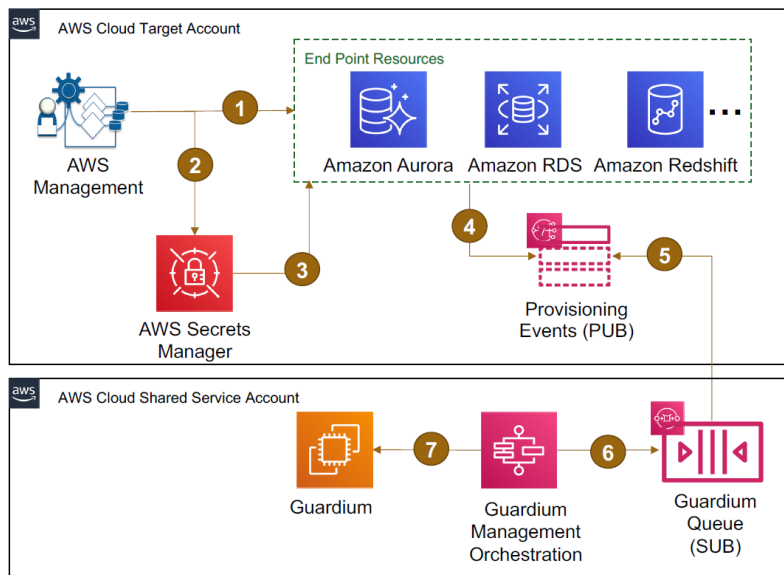 aws
AWS Cloud Target Account
End Point Resources
1
Amazon Aurora
Amazon RDS
Amazon Redshift
...
AWS
Management
2
3
4
5
AWS Secrets
Manager
Provisioning
Events (PUB)
aws
AWS Cloud Shared Service Account
7
6
Guardium
Guardium
Management
Orchestration
Guardium
Queue
(SUB)